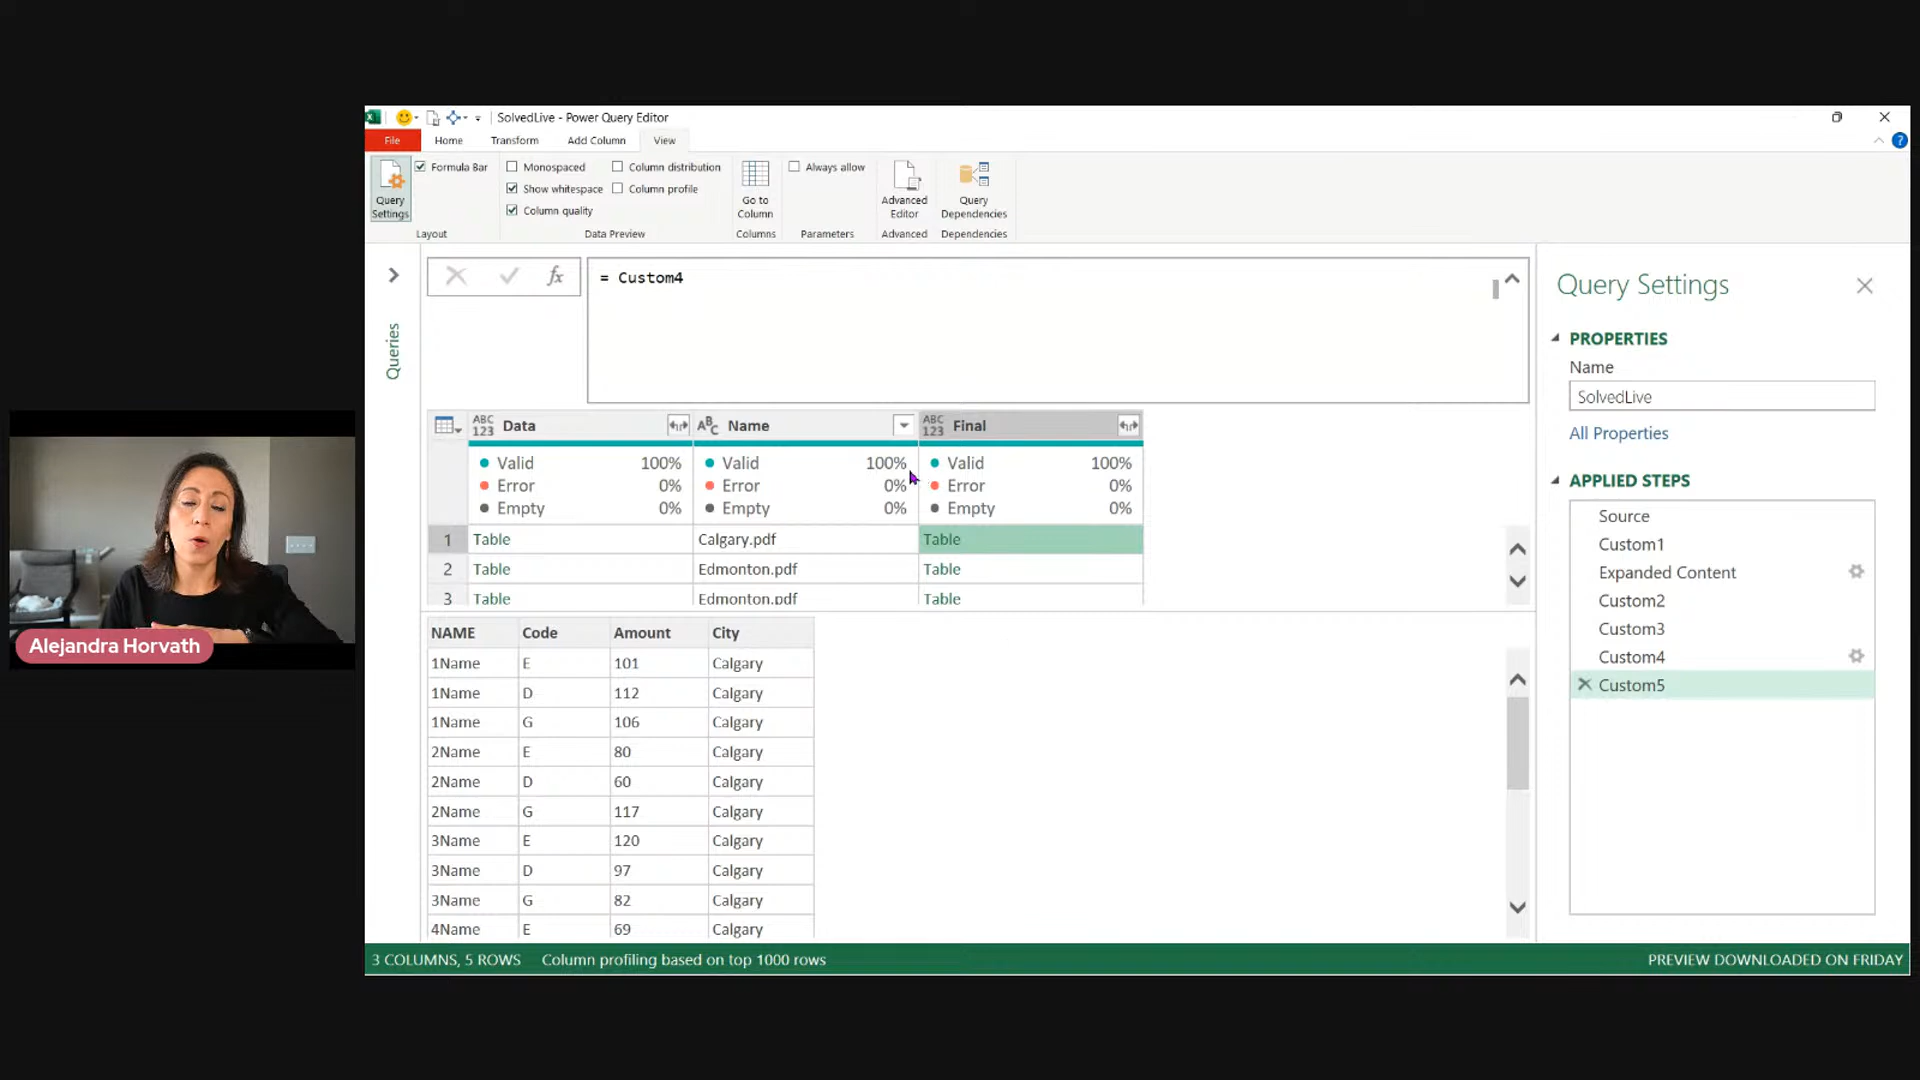 SolvedLive - Power Query Editor
File Home Transform Add Column View
Query Settings
Formula Bar
Layout
Monospaced
Show whitespace
Column quality
Column distribution
Column profile
Data Preview
Go to Column
Columns
Always allow
Parameters
Advanced Editor
Advanced
Query Dependencies
Dependencies
Queries
fx
= Custom4
ABC 123 Data ABC Name ABC 123 Final
Valid 100% Valid 100% Valid 100%
Error 0% Error 0% Error 0%
Empty 0% Empty 0% Empty 0%
1 Table Calgary.pdf Table
2 Table Edmonton.pdf Table
3 Table Edmonton.pdf Table
NAME Code Amount City
1Name E 101 Calgary
1Name D 112 Calgary
1Name G 106 Calgary
2Name E 80 Calgary
2Name D 60 Calgary
2Name G 117 Calgary
3Name E 120 Calgary
3Name D 97 Calgary
3Name G 82 Calgary
4Name E 69 Calgary
Query Settings
PROPERTIES
Name
SolvedLive
All Properties
APPLIED STEPS
Source
Custom1
Expanded Content
Custom2
Custom3
Custom4
Custom5
3 COLUMNS, 5 ROWS Column profiling based on top 1000 rows
PREVIEW DOWNLOADED ON FRIDAY
Alejandra Horvath